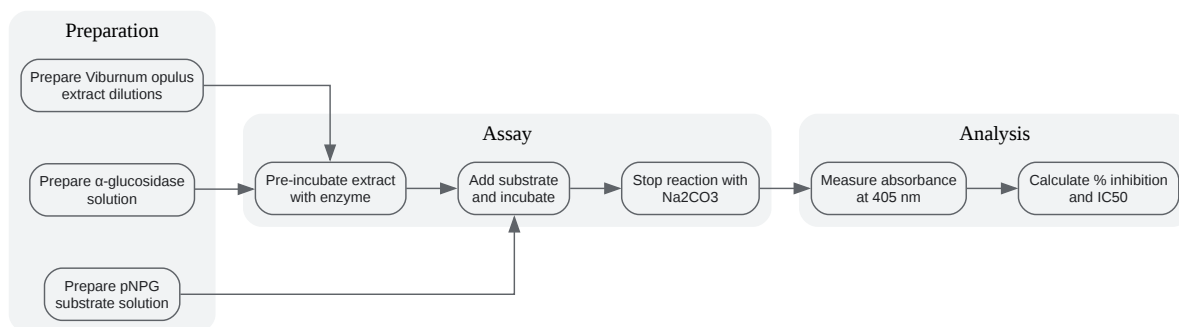 Preparation
Prepare Viburnum opulus
extract dilutions
Prepare α-glucosidase
solution
Prepare pNPG
substrate solution
Assay
Pre-incubate extract
with enzyme
Add substrate
and incubate
Stop reaction with
Na2CO3
Analysis
Measure absorbance
at 405 nm
Calculate % inhibition
and IC50